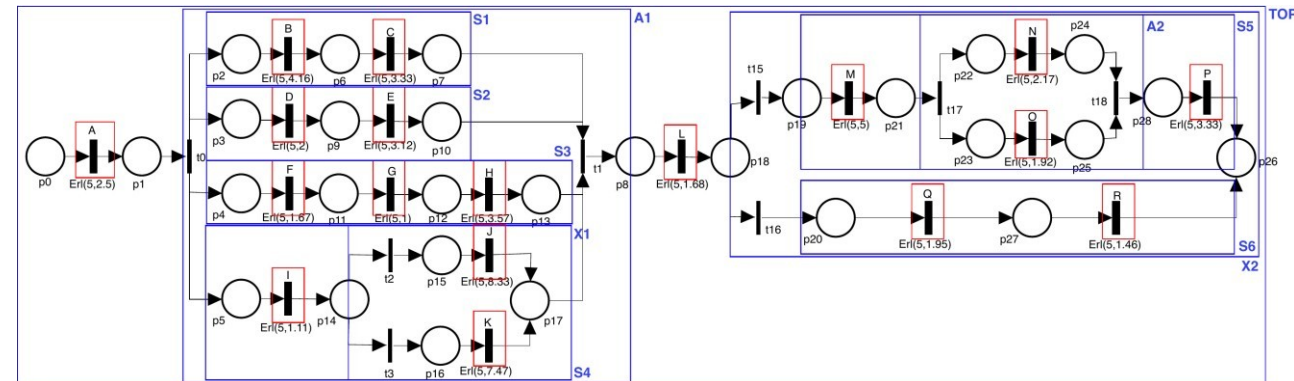 S1 A1 TOP
B C
p2 p6 p7
Erl(5,4.16) Erl(5,3.33)
S2
D E
p3 p9 p10
Erl(5,2) Erl(5,3.12)
A
p0 p1 t0
Erl(5,2.5)
S3
F G H
p4 p11 p12 p13
Erl(5,1.67) Erl(5,1) Erl(5,3.57)
t1 p8
L
Erl(5,1.68)
p18
X1
J
t2 p15
Erl(5,8.33)
I
p5 p14 p17
Erl(5,1.11)
K
t3 p16
Erl(5,7.47)
S4
A2 S5
N
p22 p24
Erl(5,2.17)
t15
M
p19 p21
Erl(5,5)
t17 t18
O
p23 p25
Erl(5,1.92)
P
p28 p26
Erl(5,3.33)
Q R
t16 p20 p27
Erl(5,1.95) Erl(5,1.46)
S6
X2